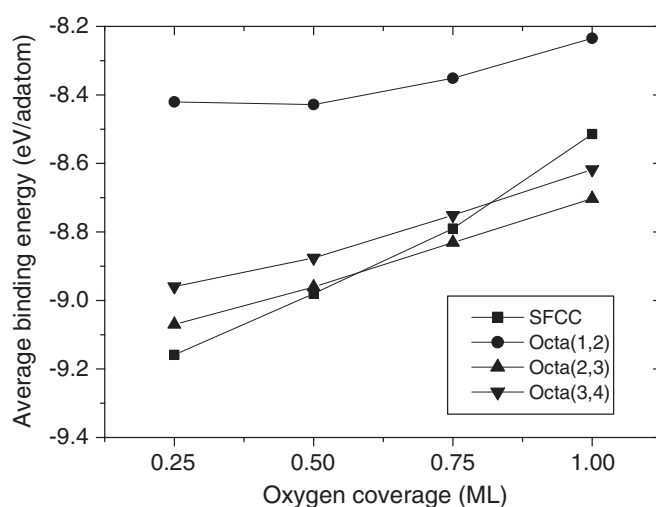 Average binding energy (eV/adatom)
-8.2
-8.4
-8.6
-8.8
-9.0
-9.2
-9.4
SFCC
Octa(1,2)
Octa(2,3)
Octa(3,4)
0.25 0.50 0.75 1.00
Oxygen coverage (ML)